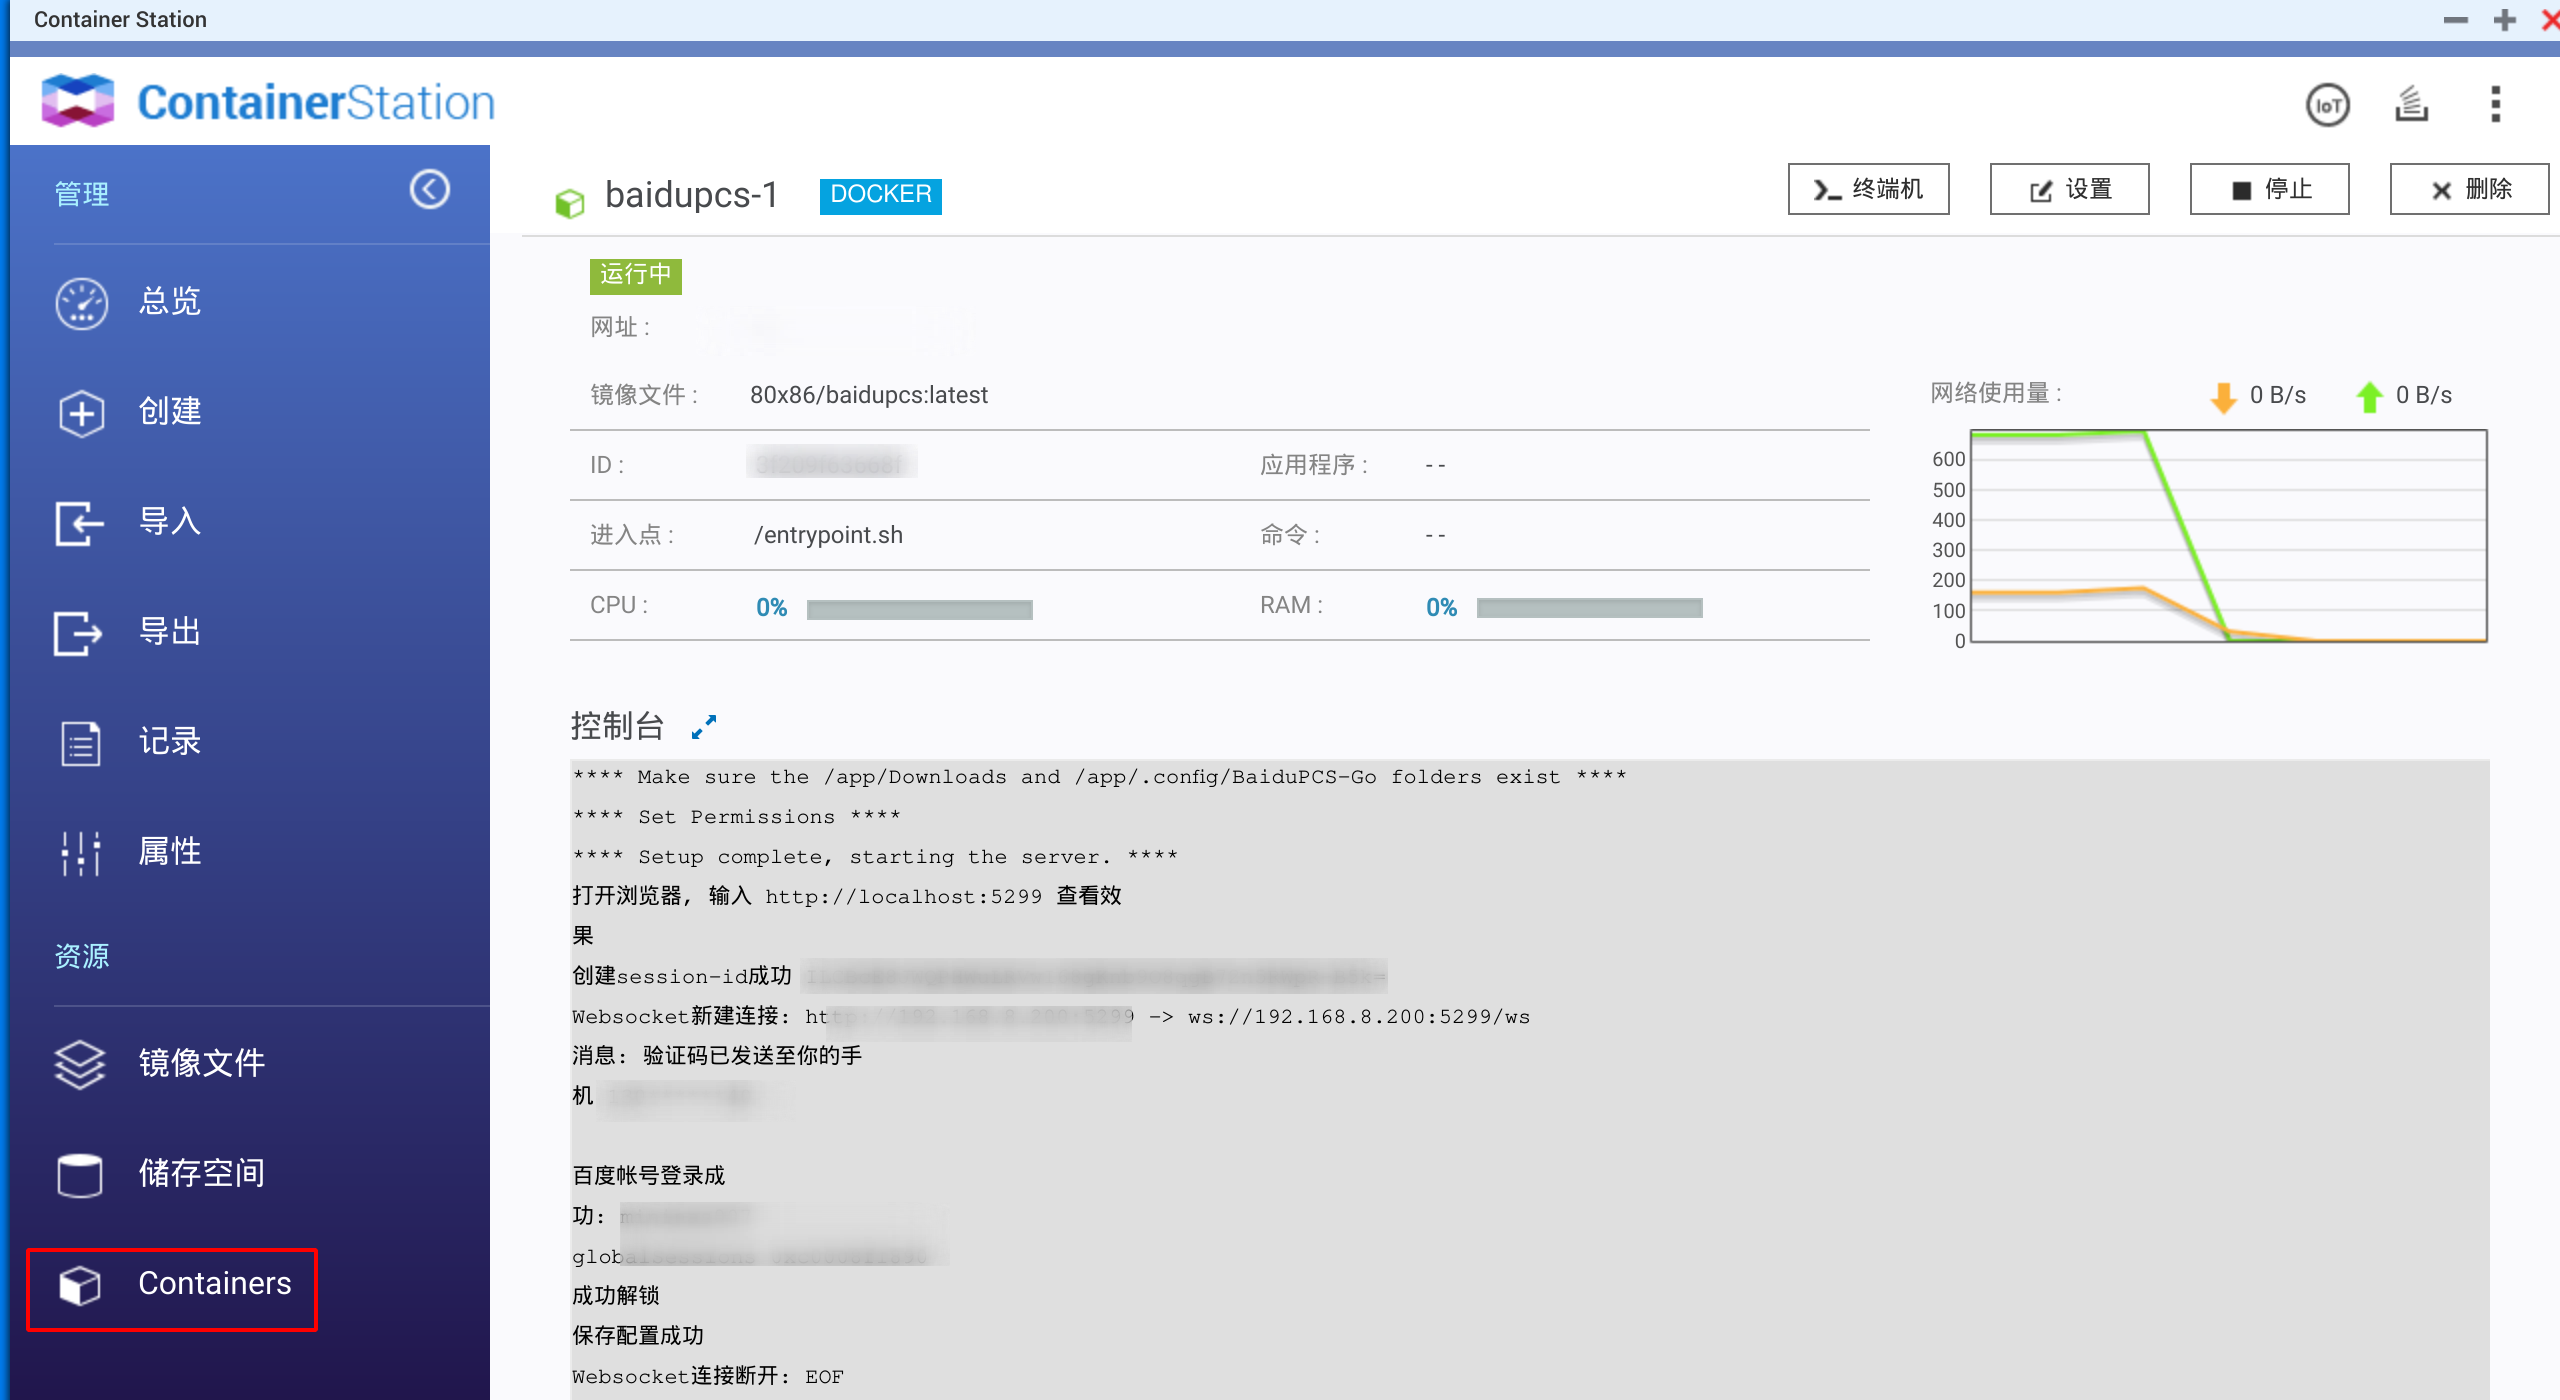 Container Station
ContainerStation
IoT
管理
总览
创建
导入
导出
记录
属性
资源
镜像文件
储存空间
Containers
baidupcs-1 DOCKER
终端机 设置 停止 删除
运行中
网址 :
镜像文件 : 80x86/baidupcs:latest
ID :
应用程序 : - -
进入点 : /entrypoint.sh 命令 : - -
CPU : 0% RAM : 0%
网络使用量 : 0 B/s 0 B/s
600
500
400
300
200
100
0
控制台
**** Make sure the /app/Downloads and /app/.config/BaiduPCS-Go folders exist ****
**** Set Permissions ****
**** Setup complete, starting the server. ****
打开浏览器, 输入 http://localhost:5299 查看效
果
创建session-id成功
Websocket新建连接: -> ws://192.168.8.200:5299/ws
消息: 验证码已发送至你的手
机
百度帐号登录成
功:
成功解锁
保存配置成功
Websocket连接断开: EOF